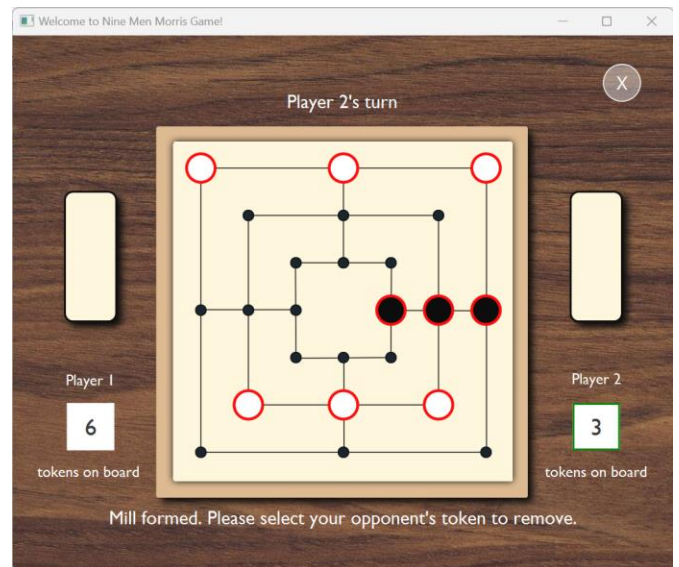 Welcome to Nine Men Morris Game!
X
Player 2's turn
Player 1
6
tokens on board
Player 2
3
tokens on board
Mill formed. Please select your opponent's token to remove.